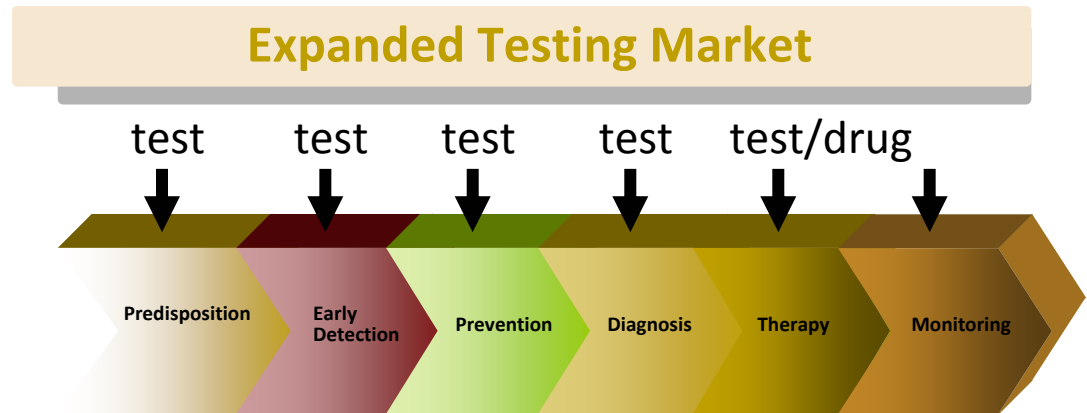 Expanded Testing Market
test test test test test/drug
Predisposition
Early
Detection
Prevention
Diagnosis
Therapy
Monitoring